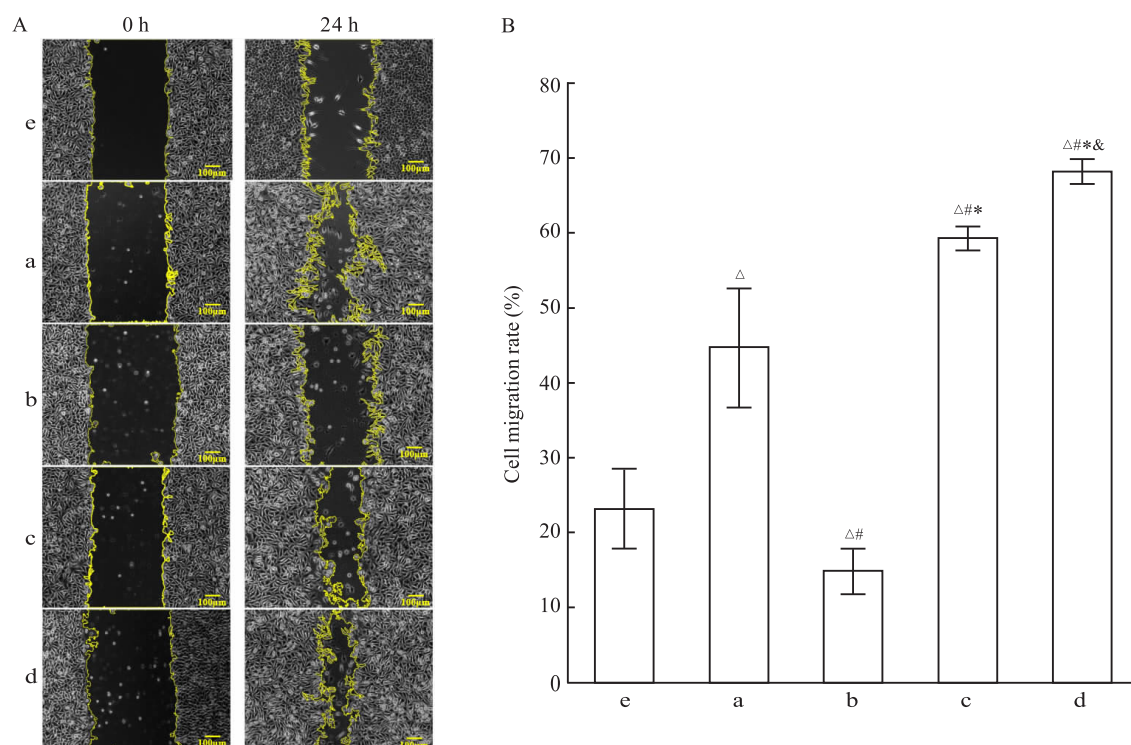 A
0 h
24 h
e
100μm
100μm
a
100μm
100μm
b
100μm
100μm
c
100μm
100μm
d
100μm
100μm
B
Cell migration rate (%)
80
70
60
50
40
30
20
10
0
△
△#
△#*
△#*&
e a b c d